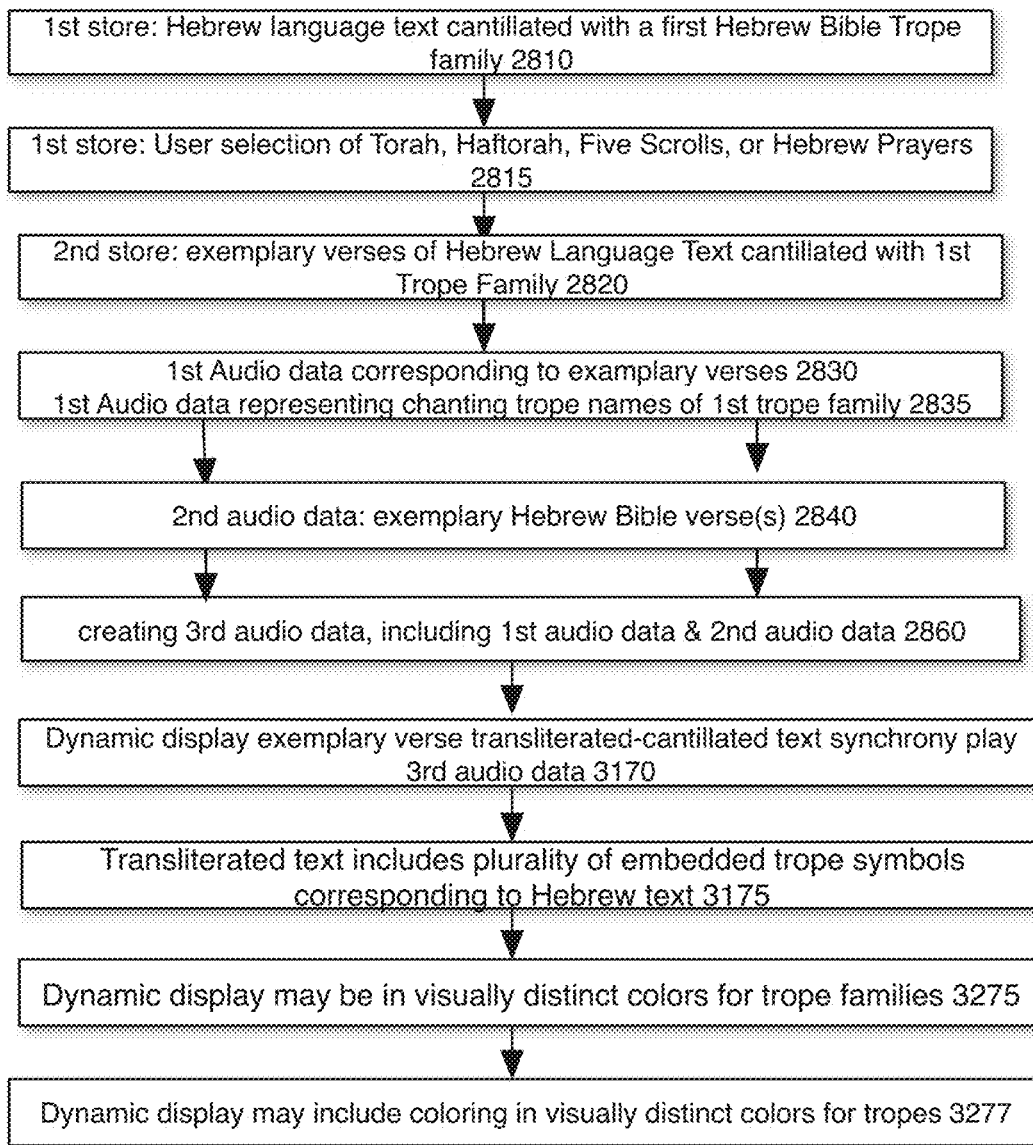 1st store: Hebrew language text cantillated with a first Hebrew Bible Trope
family 2810
1st store: User selection of Torah, Haftorah, Five Scrolls, or Hebrew Prayers
2815
2nd store: exemplary verses of Hebrew Language Text cantillated with 1st
Trope Family 2820
1st Audio data corresponding to examplary verses 2830
1st Audio data representing chanting trope names of 1st trope family 2835
2nd audio data: exemplary Hebrew Bible verse(s) 2840
creating 3rd audio data, including 1st audio data & 2nd audio data 2860
Dynamic display exemplary verse transliterated-cantillated text synchrony play
3rd audio data 3170
Transliterated text includes plurality of embedded trope symbols
corresponding to Hebrew text 3175
Dynamic display may be in visually distinct colors for trope families 3275
Dynamic display may include coloring in visually distinct colors for tropes 3277